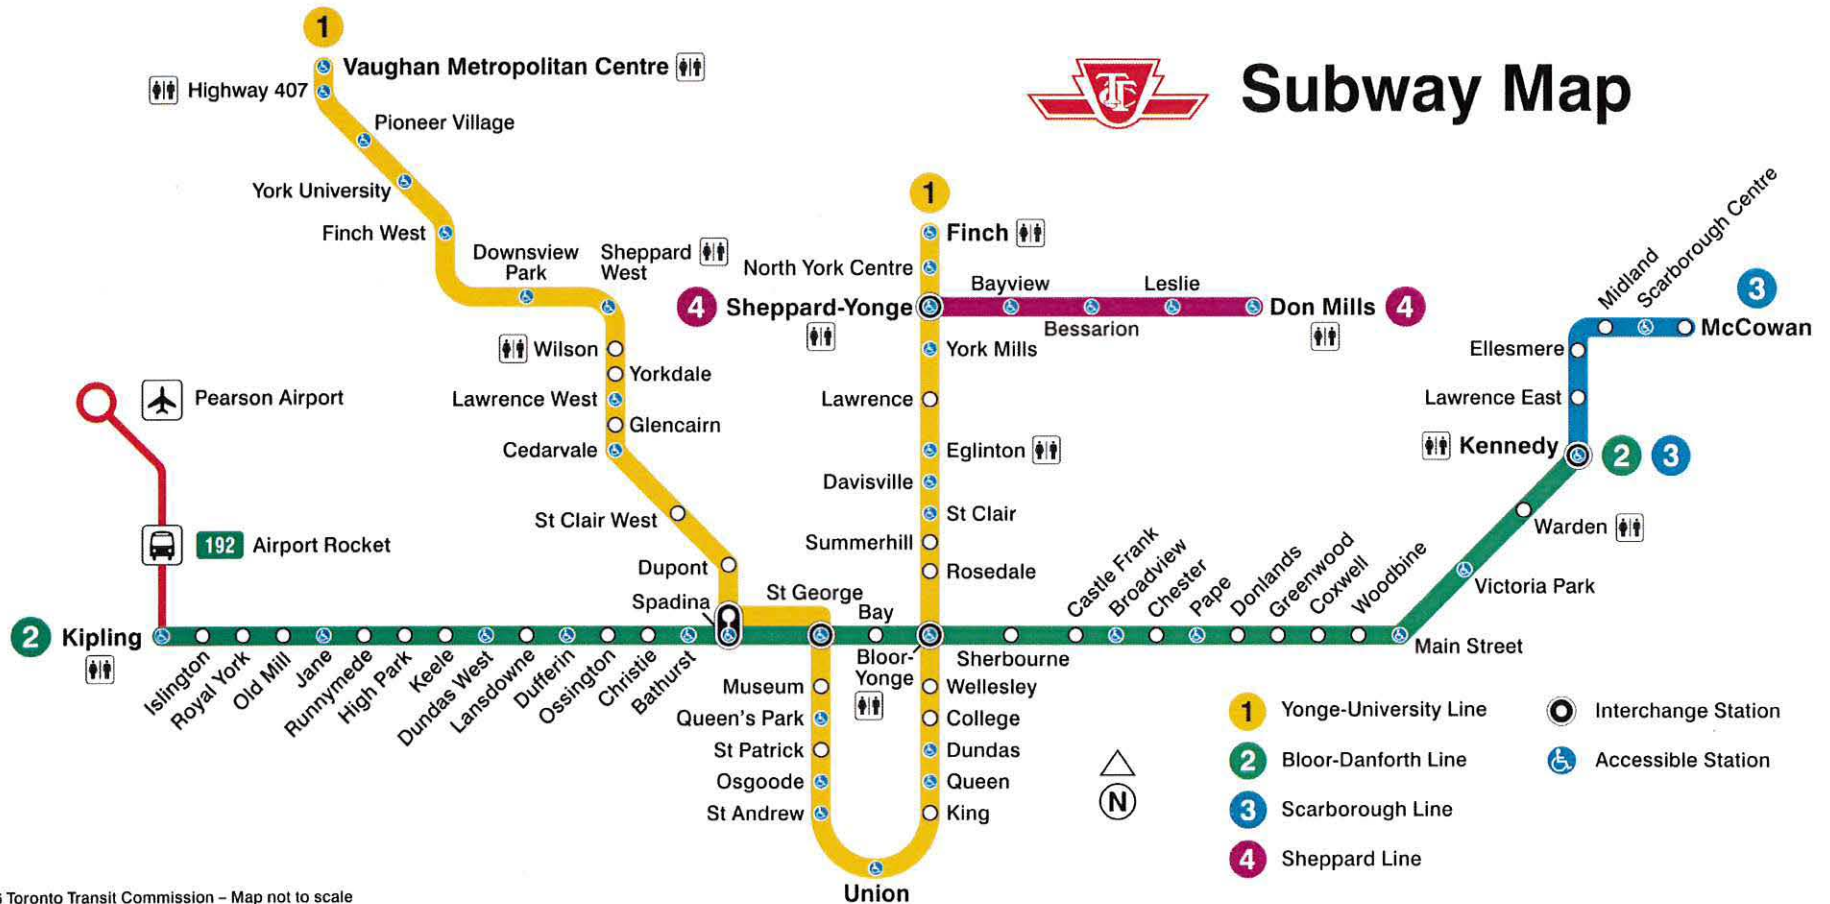 1
Vaughan Metropolitan Centre
Highway 407
Pioneer Village
York University
Finch West
Downsview
Park
Sheppard
West
Wilson
Yorkdale
Lawrence West
Glencairn
Cedarvale
St Clair West
Dupont
Spadina
St George
TTC
Subway Map
1
Finch
North York Centre
4
Sheppard-Yonge
Bayview
Bessarion
Leslie
Don Mills
4
York Mills
Lawrence
Eglinton
Davisville
St Clair
Summerhill
Rosedale
Midland
Scarborough Centre
3
McCowan
Ellesmere
Lawrence East
Kennedy
2
3
Warden
Victoria Park
Main Street
Pearson Airport
192
Airport Rocket
2
Kipling
Islington
Royal York
Old Mill
Jane
Runnymede
High Park
Keele
Dundas West
Lansdowne
Dufferin
Ossington
Christie
Bathurst
Bay
Bloor-
Yonge
Sherbourne
Castle Frank
Broadview
Chester
Pape
Donlands
Greenwood
Coxwell
Woodbine
Museum
Queen's Park
St Patrick
Osgoode
St Andrew
Union
Wellesley
College
Dundas
Queen
King
N
1
Yonge-University Line
2
Bloor-Danforth Line
3
Scarborough Line
4
Sheppard Line
Interchange Station
Accessible Station
Toronto Transit Commission – Map not to scale